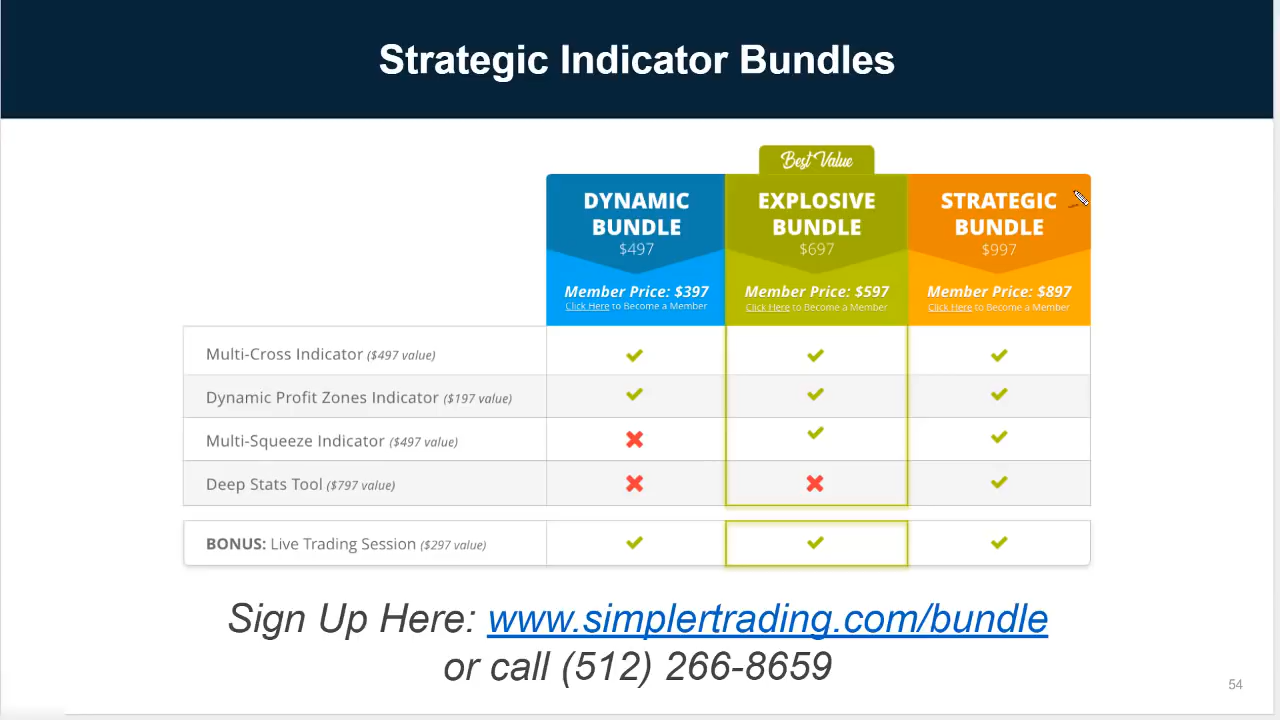 Strategic Indicator Bundles
Best Value
DYNAMIC
BUNDLE
$497
Member Price: $397
Click Here to Become a Member
EXPLOSIVE
BUNDLE
$697
Member Price: $597
Click Here to Become a Member
STRATEGIC
BUNDLE
$997
Member Price: $897
Click Here to Become a Member
Multi-Cross Indicator ($497 value)
Dynamic Profit Zones Indicator ($197 value)
Multi-Squeeze Indicator ($497 value)
Deep Stats Tool ($797 value)
BONUS: Live Trading Session ($297 value)
Sign Up Here: www.simplertrading.com/bundle
or call (512) 266-8659
54